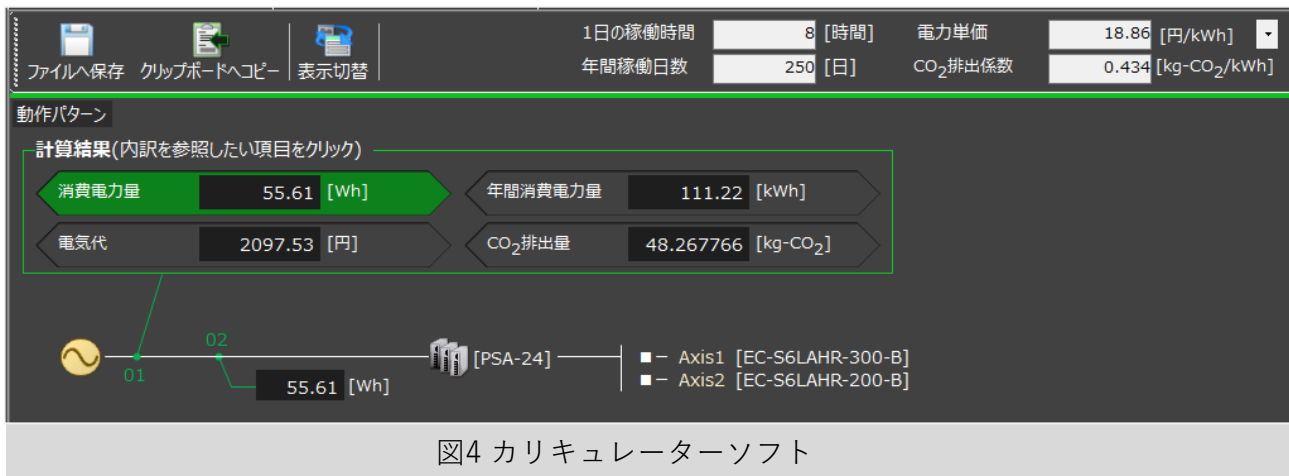 1日の稼働時間 8 [時間] 電力単価 18.86 [円/kWh]
ファイルへ保存 クリップボードへコピー 表示切替 年間稼働日数 250 [日] CO2排出係数 0.434 [kg-CO2/kWh]
動作パターン
計算結果(内訳を参照したい項目をクリック)
消費電力量 55.61 [Wh] 年間消費電力量 111.22 [kWh]
電気代 2097.53 [円] CO2排出量 48.267766 [kg-CO2]
02
[PSA-24] Axis1 [EC-S6LAHR-300-B]
01
55.61 [Wh] Axis2 [EC-S6LAHR-200-B]
図4 カリキュレーターソフト